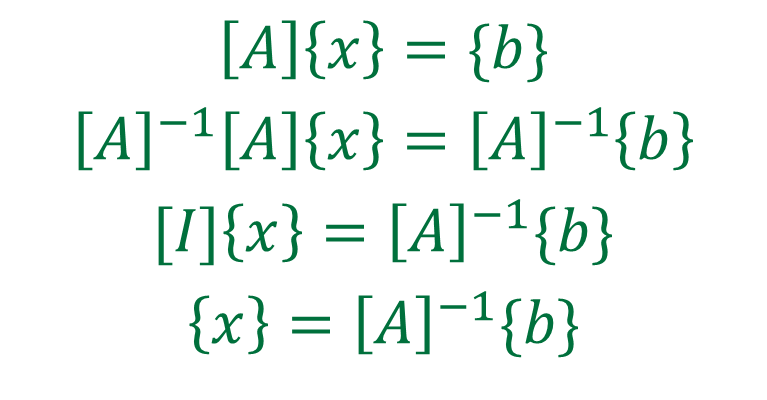 [A]{x} = {b}
[A]⁻¹[A]{x} = [A]⁻¹{b}
[I]{x} = [A]⁻¹{b}
{x} = [A]⁻¹{b}